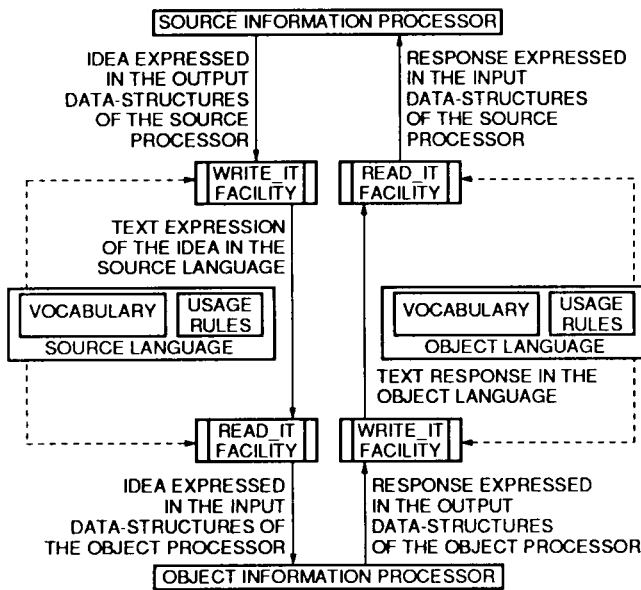 SOURCE INFORMATION PROCESSOR
IDEA EXPRESSED
IN THE OUTPUT
DATA-STRUCTURES
OF THE SOURCE
PROCESSOR
RESPONSE EXPRESSED
IN THE INPUT
DATA-STRUCTURES
OF THE SOURCE
PROCESSOR
WRITE_IT
FACILITY
READ_IT
FACILITY
TEXT EXPRESSION
OF THE IDEA IN THE
SOURCE LANGUAGE
VOCABULARY
USAGE
RULES
SOURCE LANGUAGE
VOCABULARY
USAGE
RULES
OBJECT LANGUAGE
TEXT RESPONSE IN THE
OBJECT LANGUAGE
READ_IT
FACILITY
WRITE_IT
FACILITY
IDEA EXPRESSED
IN THE INPUT
DATA-STRUCTURES OF
THE OBJECT PROCESSOR
RESPONSE EXPRESSED
IN THE OUTPUT
DATA-STRUCTURES
OF THE OBJECT PROCESSOR
OBJECT INFORMATION PROCESSOR